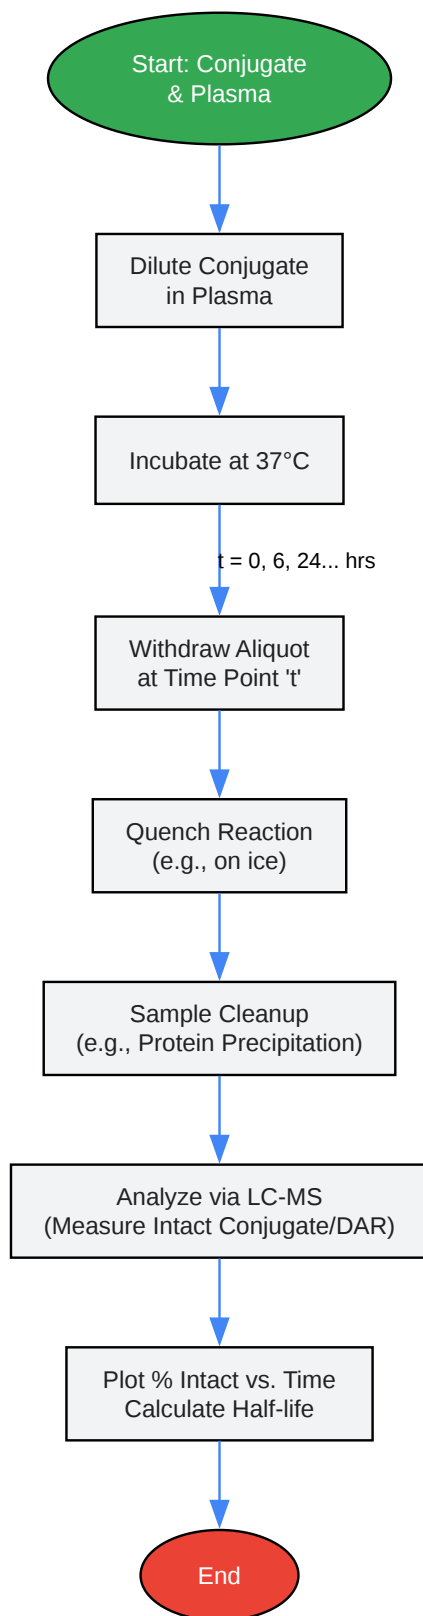 Start: Conjugate
& Plasma
Dilute Conjugate
in Plasma
Incubate at 37°C
t = 0, 6, 24... hrs
Withdraw Aliquot
at Time Point 't'
Quench Reaction
(e.g., on ice)
Sample Cleanup
(e.g., Protein Precipitation)
Analyze via LC-MS
(Measure Intact Conjugate/DAR)
Plot % Intact vs. Time
Calculate Half-life
End